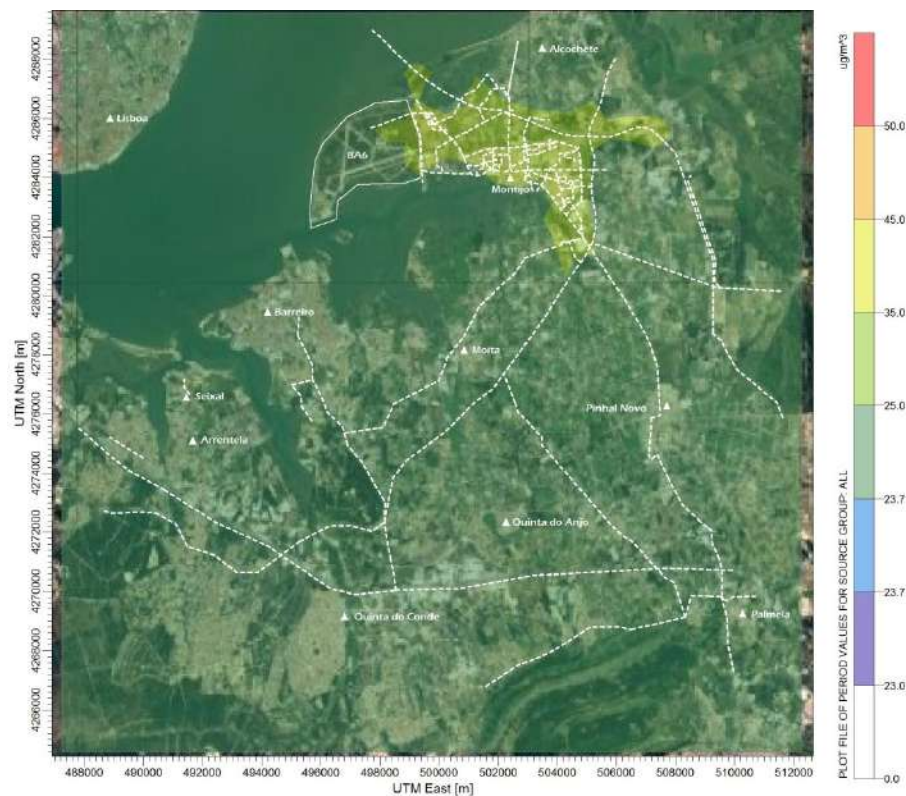 ug/m^3
50.0
45.0
35.0
25.0
23.7
23.7
23.0
0.0
PLOT FILE OF PERIOD VALUES FOR SOURCE GROUP: ALL
UTM North [m]
4288000
4286000
4284000
4282000
4280000
4278000
4276000
4274000
4272000
4270000
4268000
4266000
Alcochete
Lisboa
BA6
Montijo
Barreiro
Moita
Seixal
Pinhal Novo
Arrentela
Quinta do Anjo
Quinta do Conde
Palmela
488000 490000 492000 494000 496000 498000 500000 502000 504000 506000 508000 510000 512000
UTM East [m]